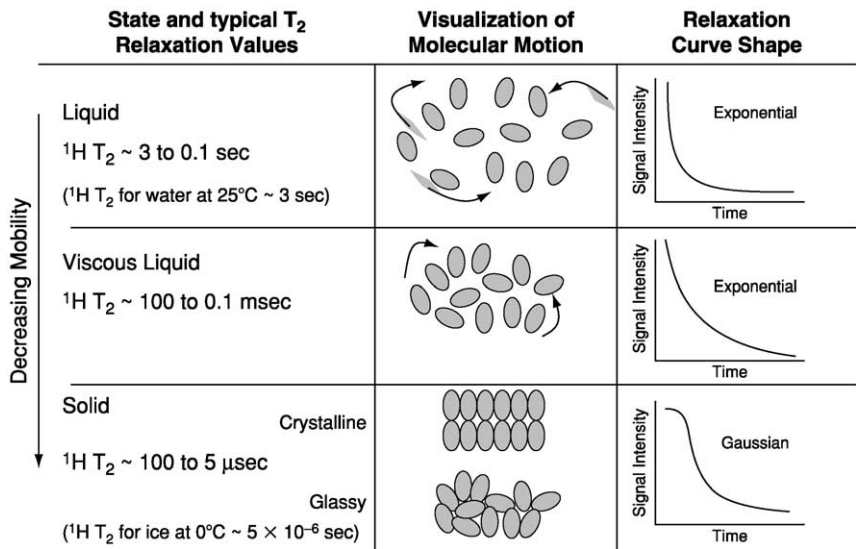 State and typical T₂
Relaxation Values
Visualization of
Molecular Motion
Relaxation
Curve Shape
Decreasing Mobility
Liquid
¹H T₂ ~ 3 to 0.1 sec
(¹H T₂ for water at 25°C ~ 3 sec)
Signal Intensity
Exponential
Time
Viscous Liquid
¹H T₂ ~ 100 to 0.1 msec
Signal Intensity
Exponential
Time
Solid
Crystalline
¹H T₂ ~ 100 to 5 μsec
Glassy
(¹H T₂ for ice at 0°C ~ 5 × 10⁻⁶ sec)
Signal Intensity
Gaussian
Time